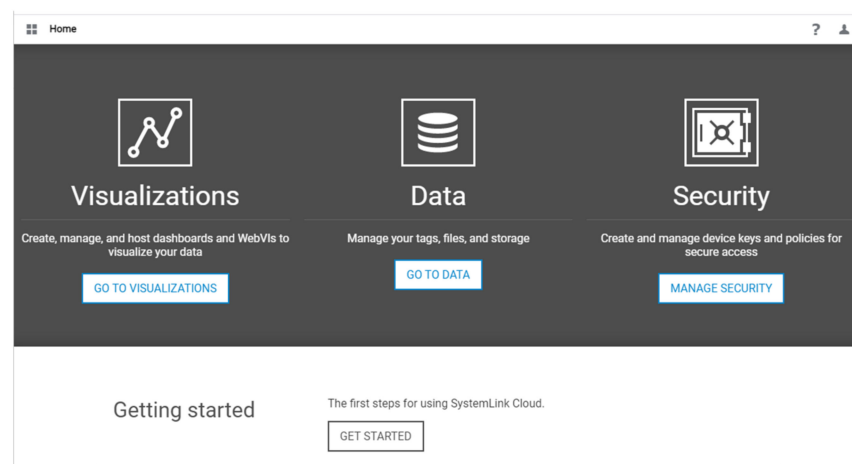 Home
?
Visualizations
Create, manage, and host dashboards and WebVIs to
visualize your data
GO TO VISUALIZATIONS
Data
Manage your tags, files, and storage
GO TO DATA
Security
Create and manage device keys and policies for
secure access
MANAGE SECURITY
Getting started
The first steps for using SystemLink Cloud.
GET STARTED